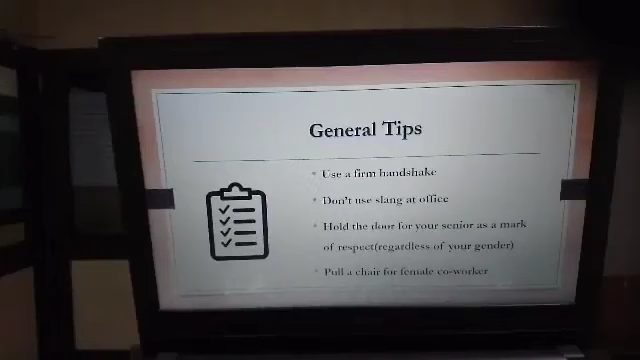 General Tips
Use a firm handshake
Don't use slang at office
Hold the door for your senior as a mark
of respect(regardless of your gender)
Pull a chair for female co-worker